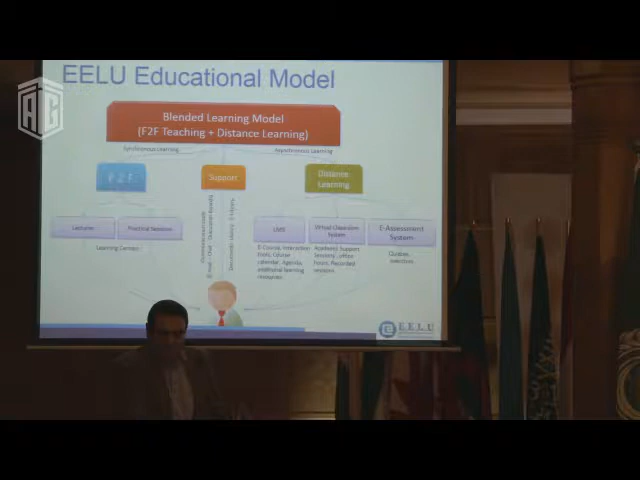 EELU Educational Model
AG
Blended Learning Model
(F2F Teaching + Distance Learning)
Synchronous Learning
Asynchronous Learning
F2F
Support
Distance
Learning
Lectures
Practical Sessions
Learning Centers
LMS
Virtual Classroom
System
E-Assessment
System
E-Course, Interaction
tools, Course
calendar, Agenda,
additional learning
resources
Academic Support
Sessions, office
hours, Recorded
sessions
Quizzes
EELU